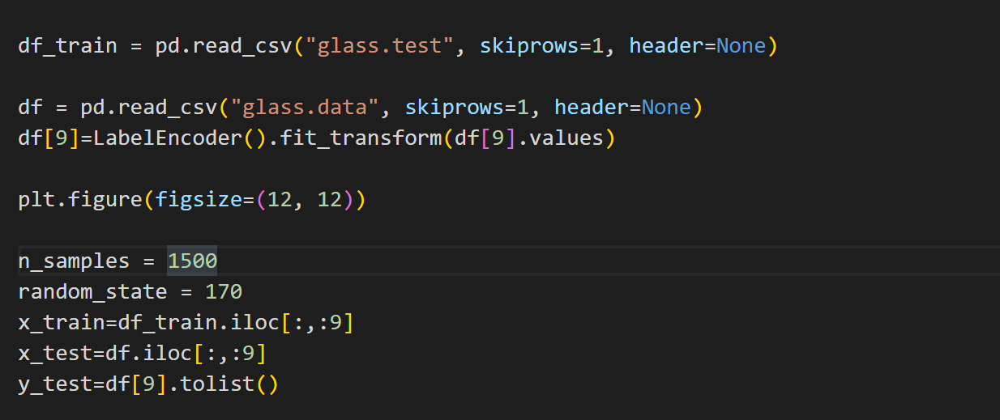 df_train = pd.read_csv("glass.test", skiprows=1, header=None)
df = pd.read_csv("glass.data", skiprows=1, header=None)
df[9]=LabelEncoder().fit_transform(df[9].values)
plt.figure(figsize=(12, 12))
n_samples = 1500
random_state = 170
x_train=df_train.iloc[:,:9]
x_test=df.iloc[:,:9]
y_test=df[9].tolist()